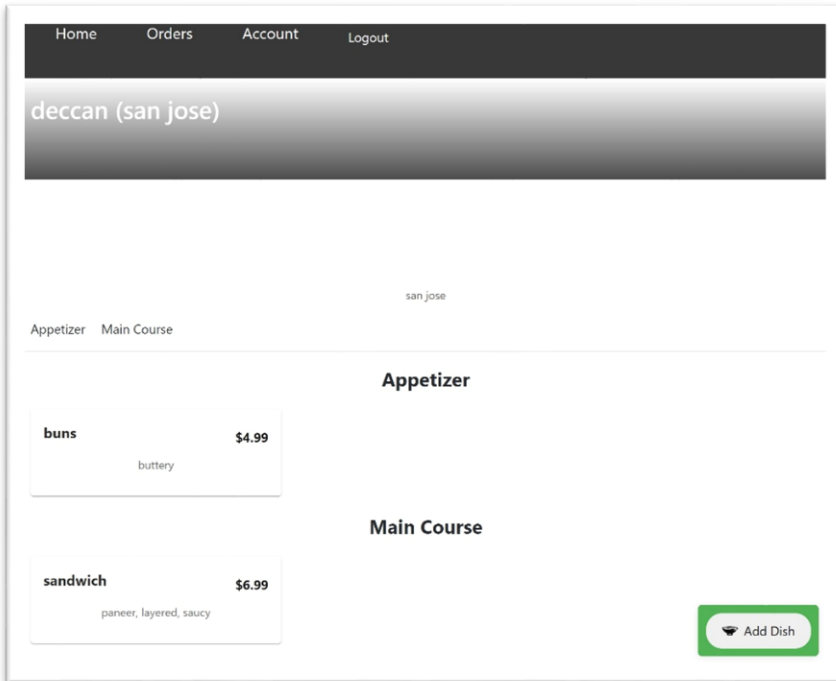 Home Orders Account Logout
deccan (san jose)
san jose
Appetizer Main Course
Appetizer
buns $4.99
buttery
Main Course
sandwich $6.99
paneer, layered, saucy
Add Dish